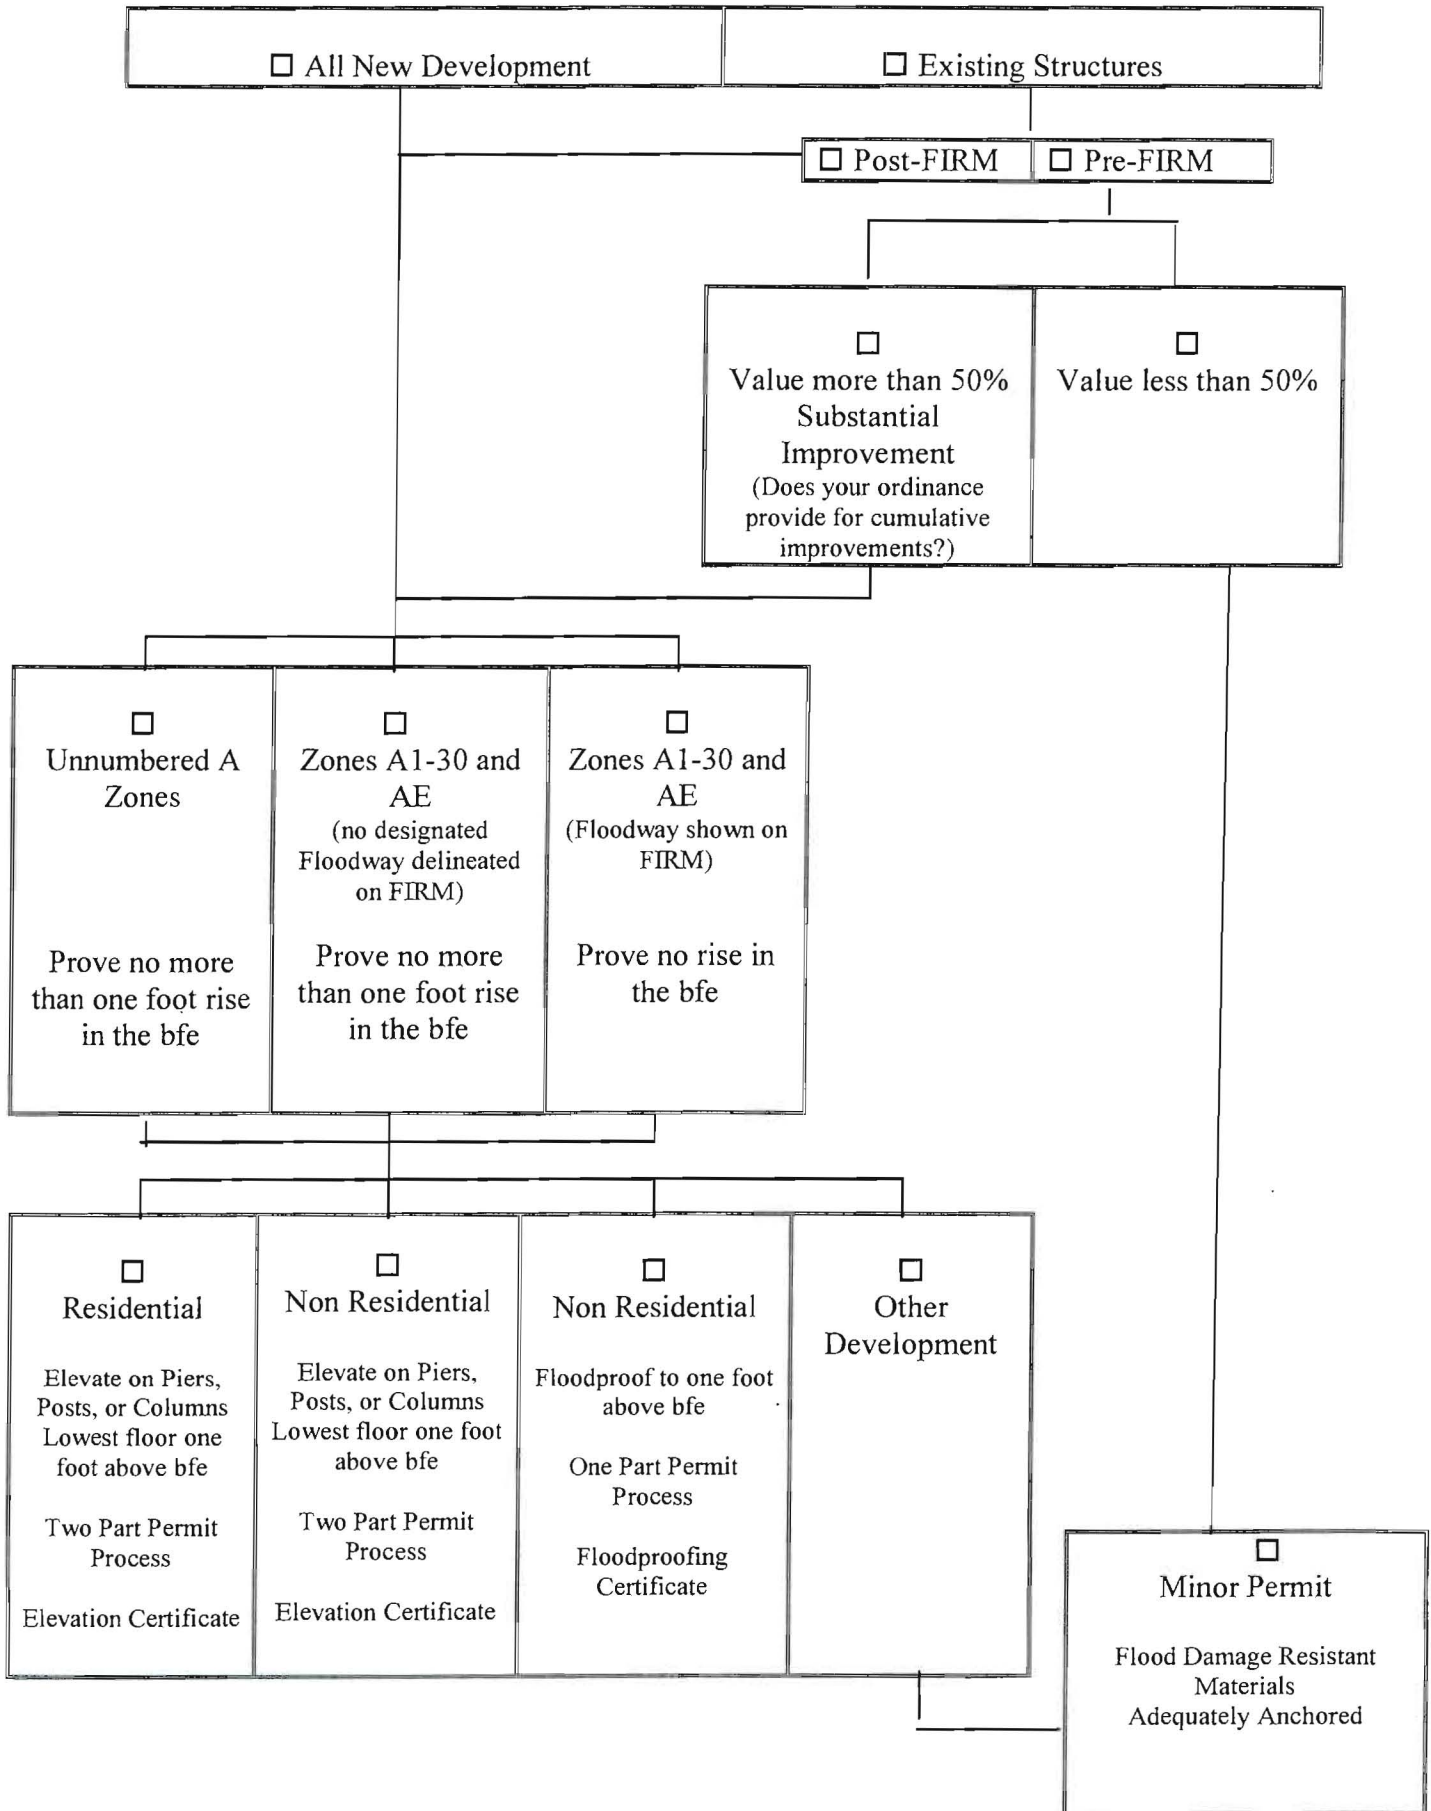 ☐ All New Development
☐ Existing Structures
☐ Post-FIRM
☐ Pre-FIRM
☐
Value more than 50%
Substantial
Improvement
(Does your ordinance
provide for cumulative
improvements?)
☐
Value less than 50%
☐
Unnumbered A
Zones
Prove no more
than one foot rise
in the bfe
☐
Zones A1-30 and
AE
(no designated
Floodway delineated
on FIRM)
Prove no more
than one foot rise
in the bfe
☐
Zones A1-30 and
AE
(Floodway shown on
FIRM)
Prove no rise in
the bfe
☐
Residential
Elevate on Piers,
Posts, or Columns
Lowest floor one
foot above bfe
Two Part Permit
Process
Elevation Certificate
☐
Non Residential
Elevate on Piers,
Posts, or Columns
Lowest floor one foot
above bfe
Two Part Permit
Process
Elevation Certificate
☐
Non Residential
Floodproof to one foot
above bfe
One Part Permit
Process
Floodproofing
Certificate
☐
Other
Development
☐
Minor Permit
Flood Damage Resistant
Materials
Adequately Anchored